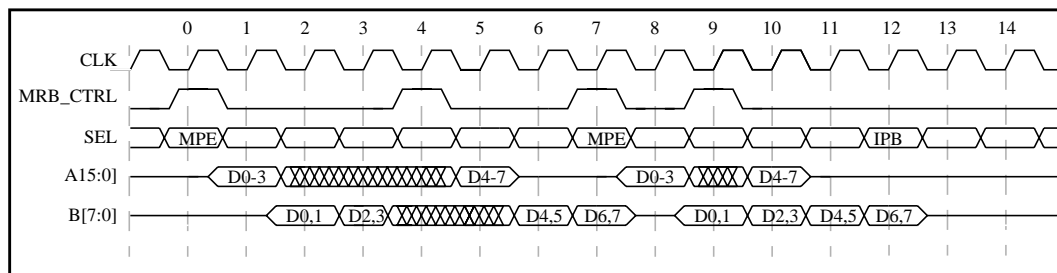 0 1 2 3 4 5 6 7 8 9 10 11 12 13 14
CLK
MRB_CTRL
SEL MPE MPE IPB
A15:0] D0-3 D4-7 D0-3 D4-7
B[7:0] D0,1 D2,3 D4,5 D6,7 D0,1 D2,3 D4,5 D6,7